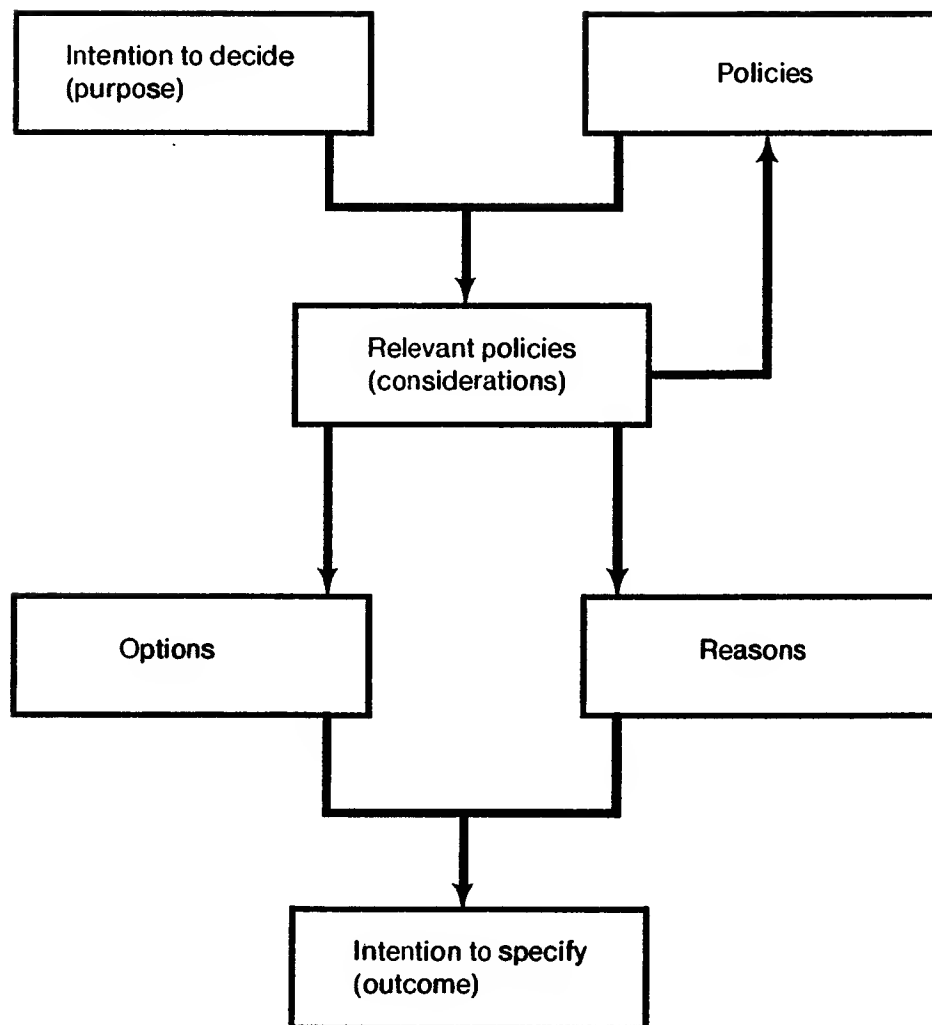 Intention to decide
(purpose)
Policies
Relevant policies
(considerations)
Options
Reasons
Intention to specify
(outcome)